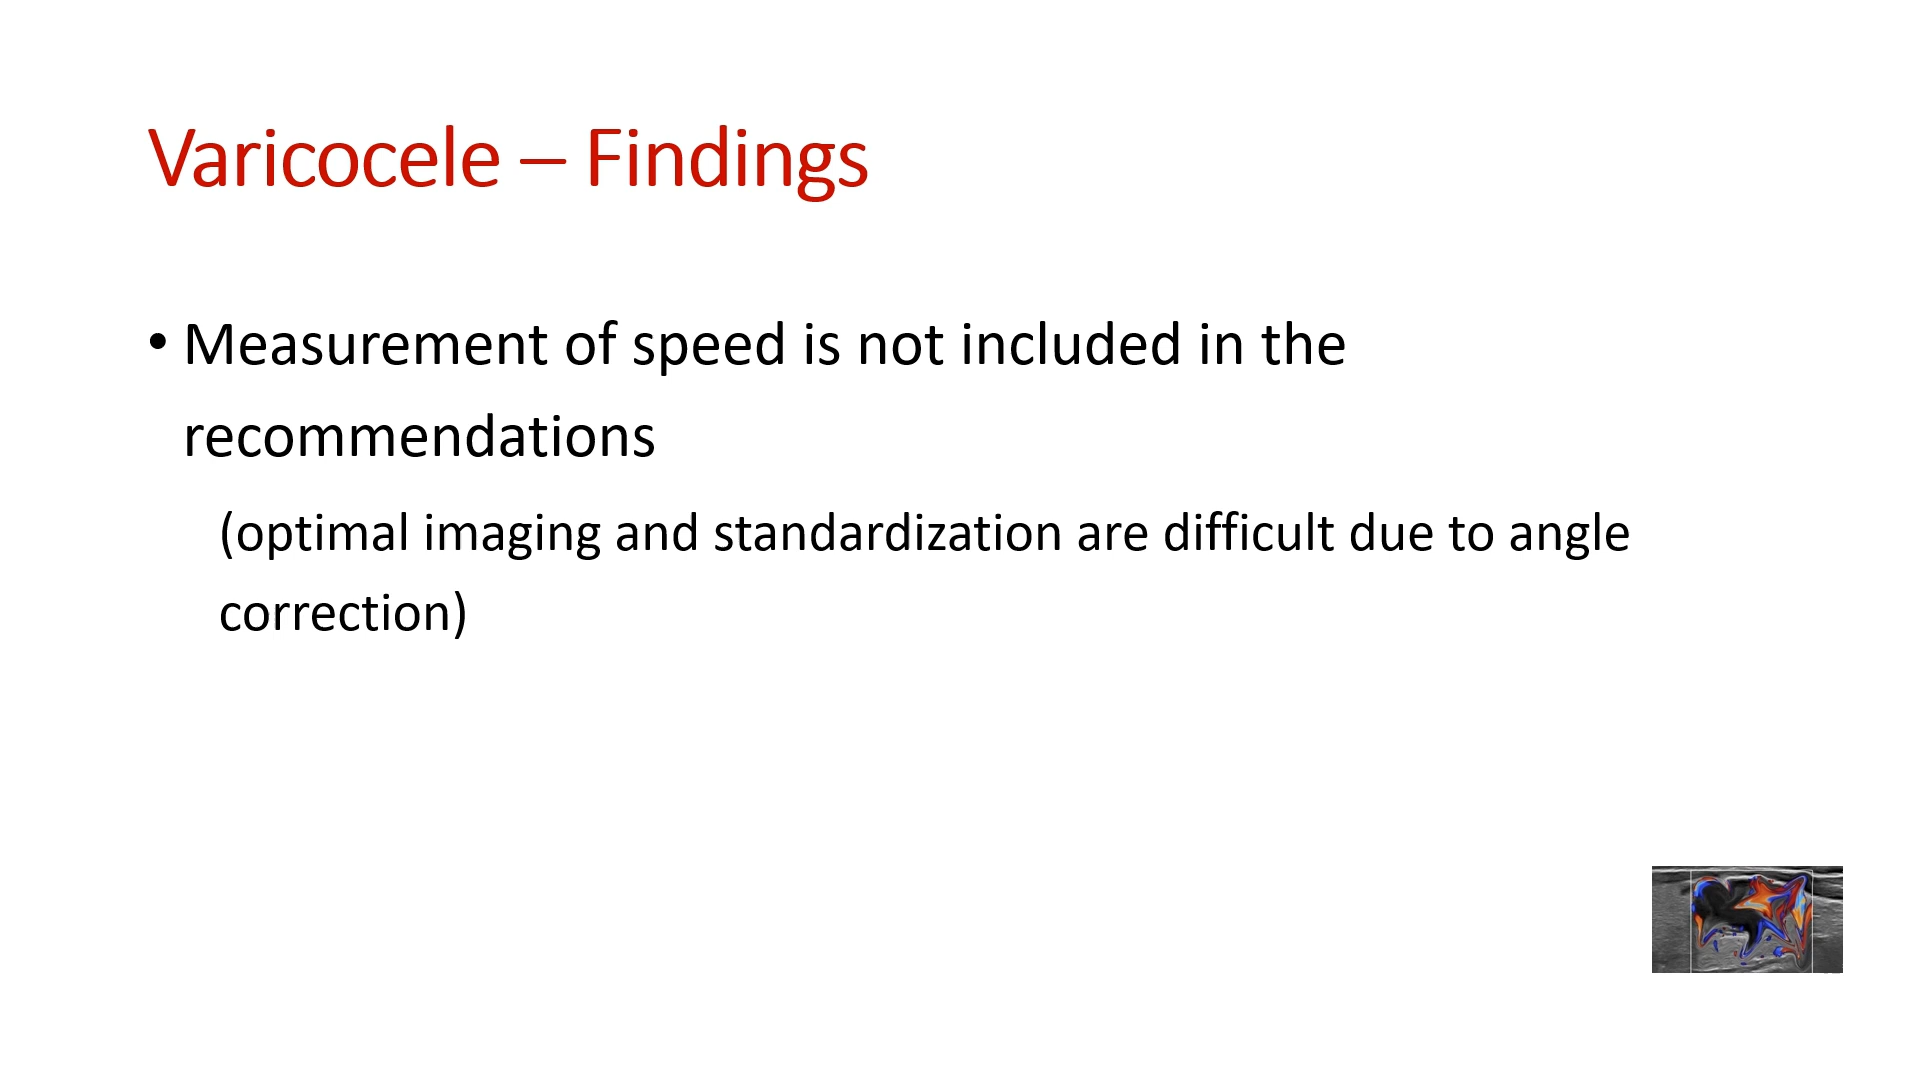 Varicocele – Findings
• Measurement of speed is not included in the
recommendations
(optimal imaging and standardization are difficult due to angle
correction)